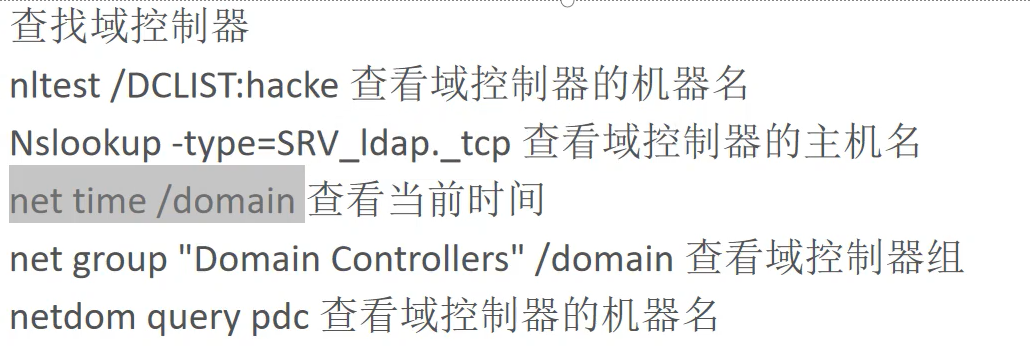 查找域控制器
nltest /DCLIST:hacke 查看域控制器的机器名
Nslookup -type=SRV_ldap._tcp 查看域控制器的主机名
net time /domain 查看当前时间
net group "Domain Controllers" /domain 查看域控制器组
netdom query pdc 查看域控制器的机器名